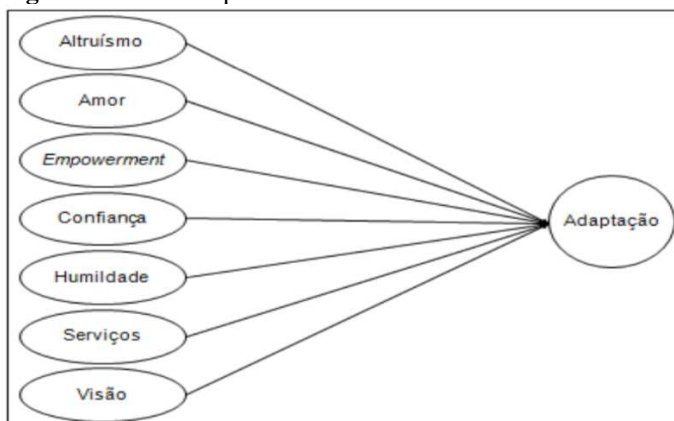 Altruísmo
Amor
Empowerment
Confiança
Humildade
Serviços
Visão
Adaptação